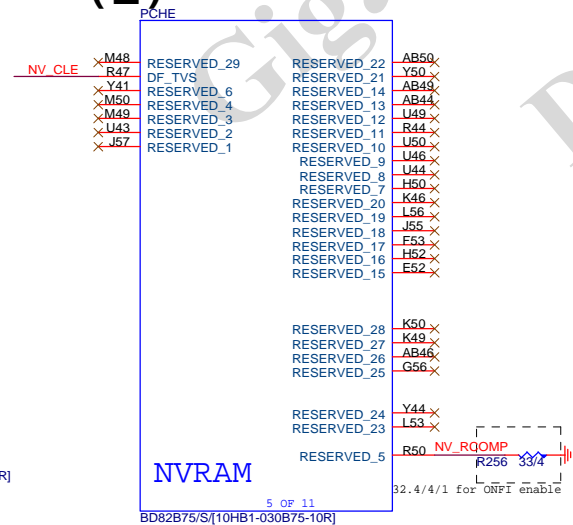 PCHE
M48 RESERVED_29 RESERVED_22 AB50
NV_CLE R47 DF_TVS RESERVED_21 Y50
Y41 RESERVED_6 RESERVED_14 AB49
M50 RESERVED_4 RESERVED_13 AB44
M49 RESERVED_3 RESERVED_12 U49
U43 RESERVED_2 RESERVED_11 R44
J57 RESERVED_1 RESERVED_10 U50
RESERVED_9 U46
RESERVED_8 U44
RESERVED_7 H50
RESERVED_20 K46
RESERVED_19 L56
RESERVED_18 J55
RESERVED_17 F53
RESERVED_16 H52
RESERVED_15 E52
RESERVED_28 K50
RESERVED_27 K49
RESERVED_26 AB46
RESERVED_25 G56
RESERVED_24 Y44
RESERVED_23 L53
RESERVED_5 R50 NV_RCOMP
R256 33/4
NVRAM
R]
32.4/4/1 for ONFI enable
5 OF 11
BD82B75/S/[10HB1-030B75-10R]
Gig